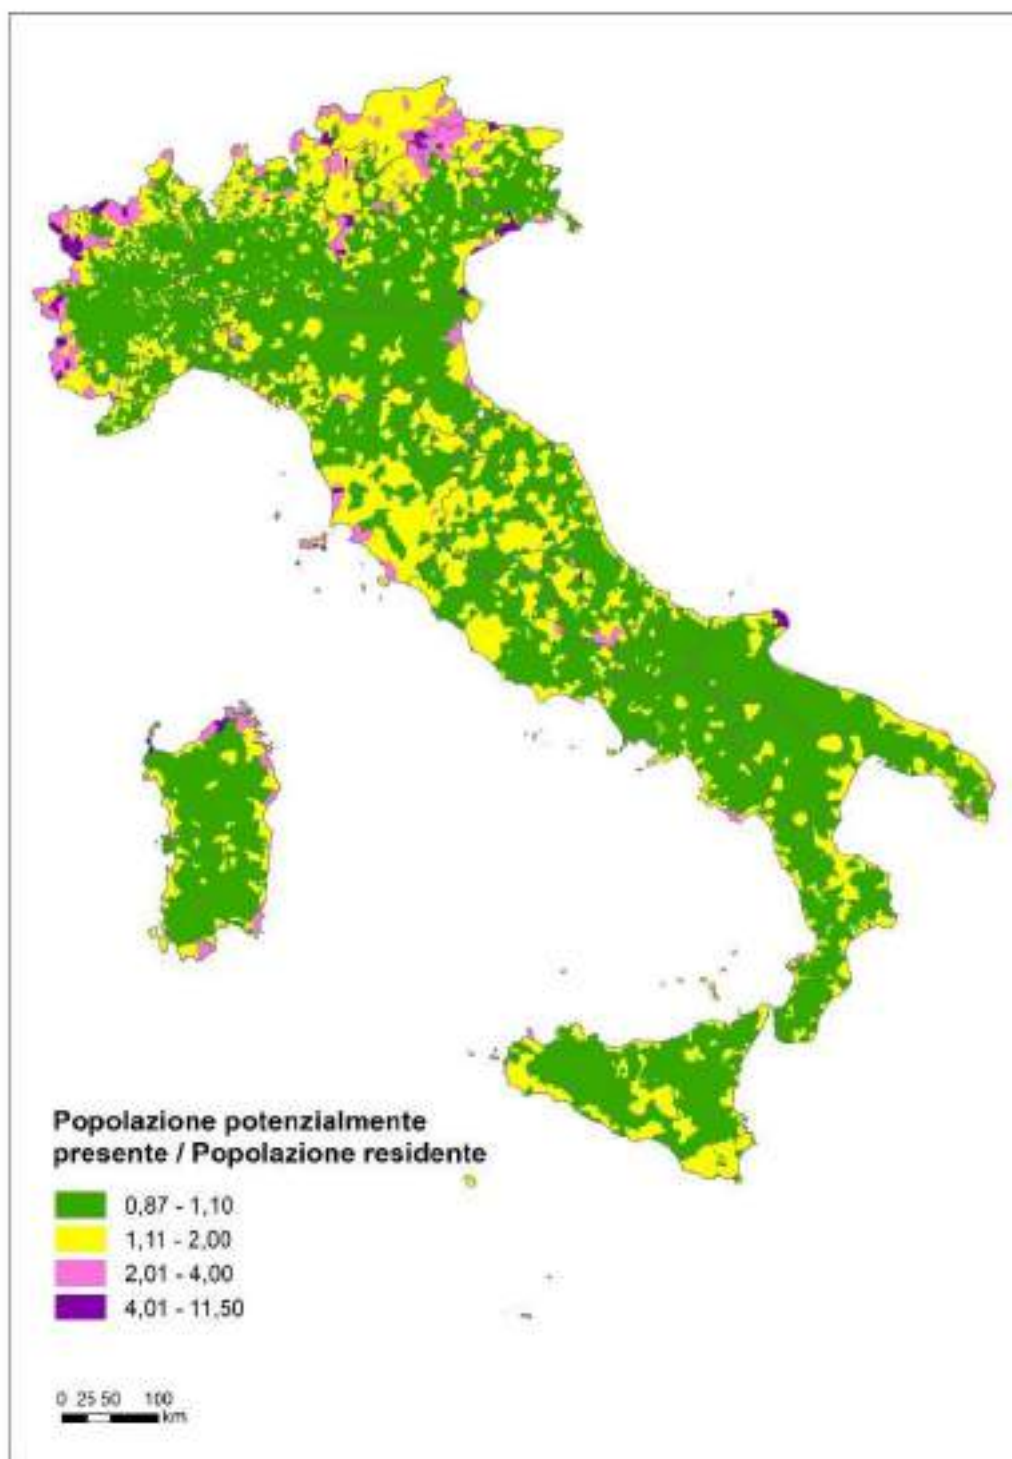 Popolazione potenzialmente
presente / Popolazione residente
0,87 - 1,10
1,11 - 2,00
2,01 - 4,00
4,01 - 11,50
0 25 50 100
km